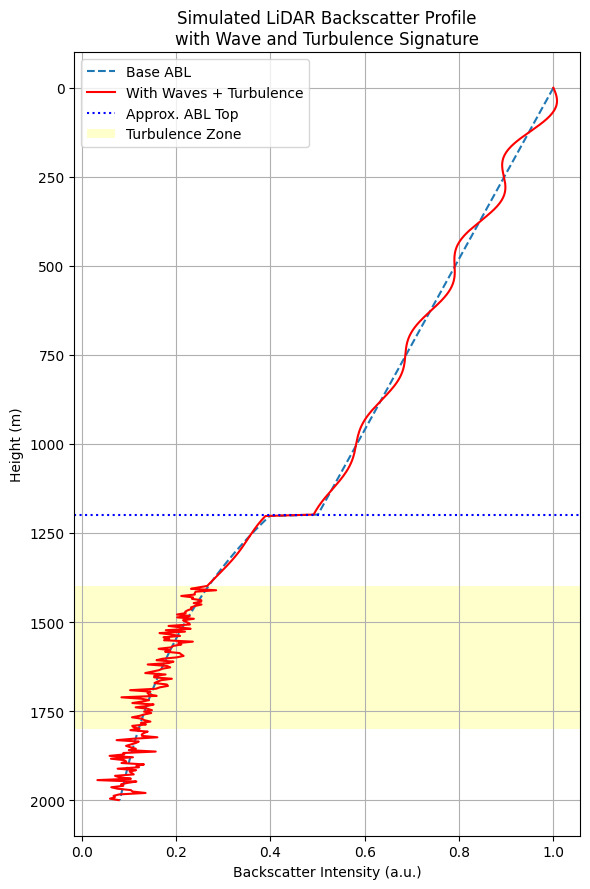 Simulated LiDAR Backscatter Profile
with Wave and Turbulence Signature
Base ABL
With Waves + Turbulence
Approx. ABL Top
Turbulence Zone
Height (m)
0
250
500
750
1000
1250
1500
1750
2000
0.0 0.2 0.4 0.6 0.8 1.0
Backscatter Intensity (a.u.)